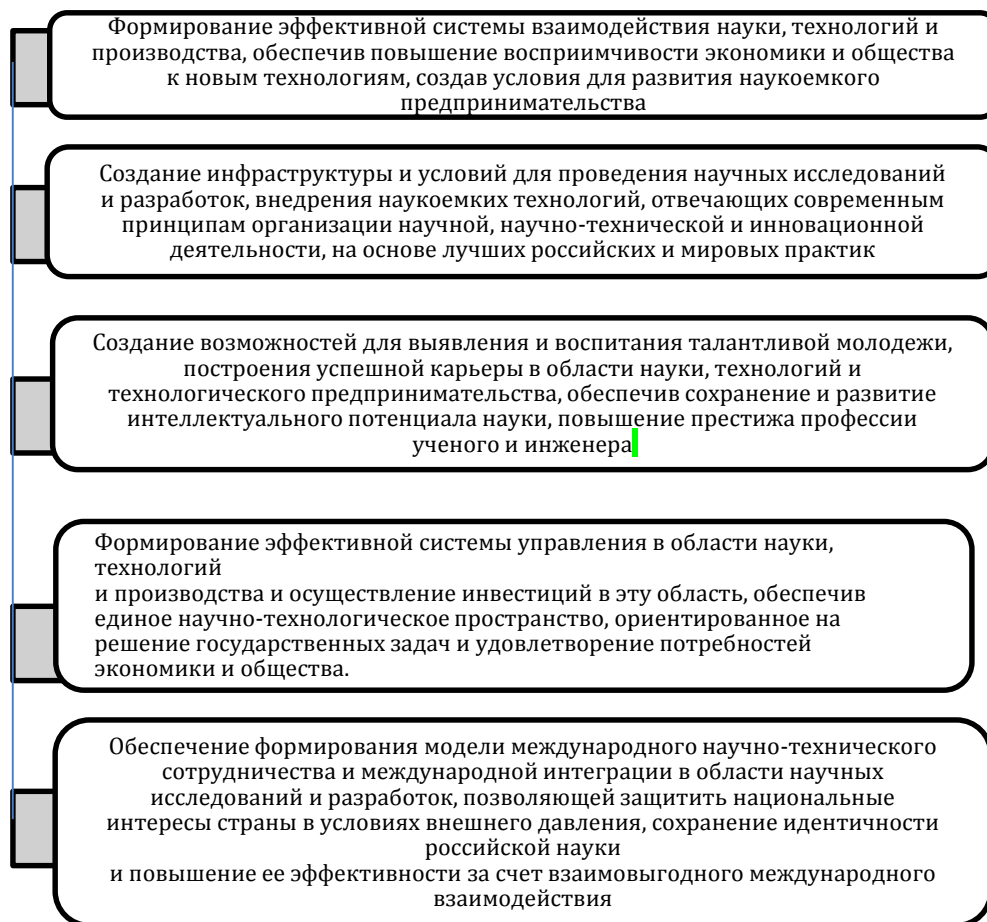 Формирование эффективной системы взаимодействия науки, технологий и
производства, обеспечив повышение восприимчивости экономики и общества
к новым технологиям, создав условия для развития наукоемкого
предпринимательства
Создание инфраструктуры и условий для проведения научных исследований
и разработок, внедрения наукоемких технологий, отвечающих современным
принципам организации научной, научно-технической и инновационной
деятельности, на основе лучших российских и мировых практик
Создание возможностей для выявления и воспитания талантливой молодежи,
построения успешной карьеры в области науки, технологий и
технологического предпринимательства, обеспечив сохранение и развитие
интеллектуального потенциала науки, повышение престижа профессии
ученого и инженера
Формирование эффективной системы управления в области науки,
технологий
и производства и осуществление инвестиций в эту область, обеспечив
единое научно-технологическое пространство, ориентированное на
решение государственных задач и удовлетворение потребностей
экономики и общества.
Обеспечение формирования модели международного научно-технического
сотрудничества и международной интеграции в области научных
исследований и разработок, позволяющей защитить национальные
интересы страны в условиях внешнего давления, сохранение идентичности
российской науки
и повышение ее эффективности за счет взаимовыгодного международного
взаимодействия